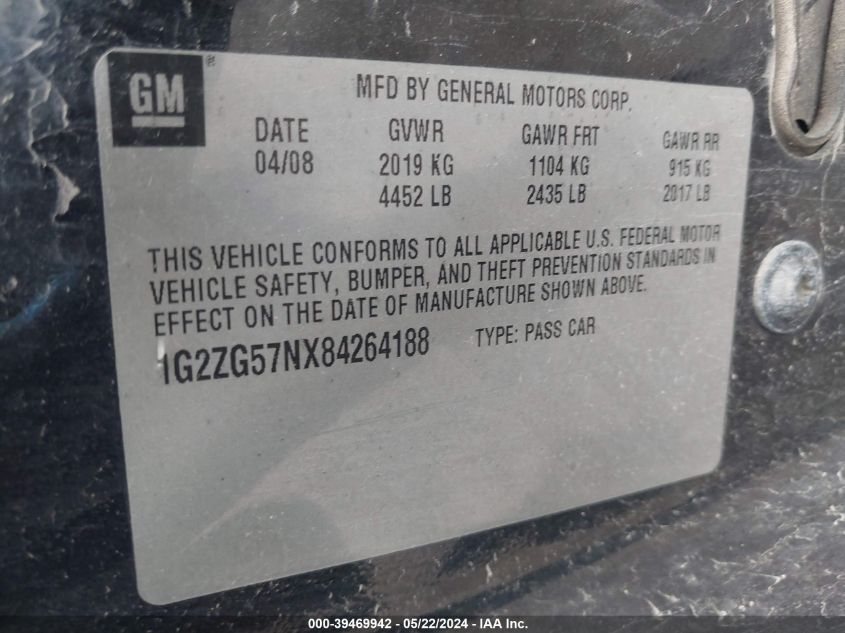 GM ®
MFD BY GENERAL MOTORS CORP.
DATE GVWR GAWR FRT GAWR RR
04/08 2019 KG 1104 KG 915 KG
4452 LB 2435 LB 2017 LB
THIS VEHICLE CONFORMS TO ALL APPLICABLE U.S. FEDERAL MOTOR
VEHICLE SAFETY, BUMPER, AND THEFT PREVENTION STANDARDS IN
EFFECT ON THE DATE OF MANUFACTURE SHOWN ABOVE.
1G2ZG57NX84264188 TYPE: PASS CAR
000-39469942 - 05/22/2024 - IAAI Inc.